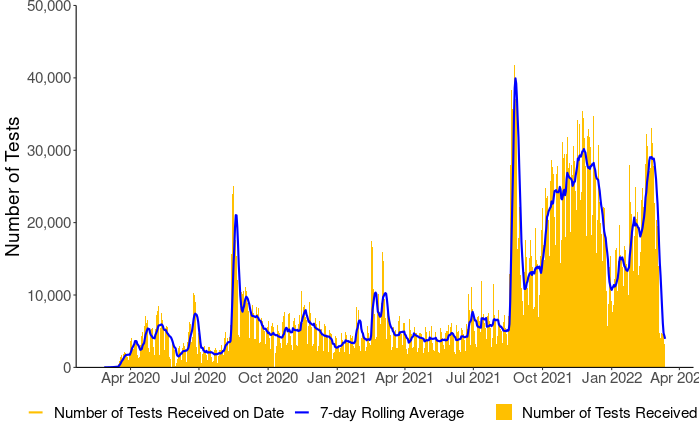 50,000
40,000
30,000
20,000
10,000
0
Number of Tests
Apr 2020 Jul 2020 Oct 2020 Jan 2021 Apr 2021 Jul 2021 Oct 2021 Jan 2022 Apr 202
Number of Tests Received on Date 7-day Rolling Average Number of Tests Received